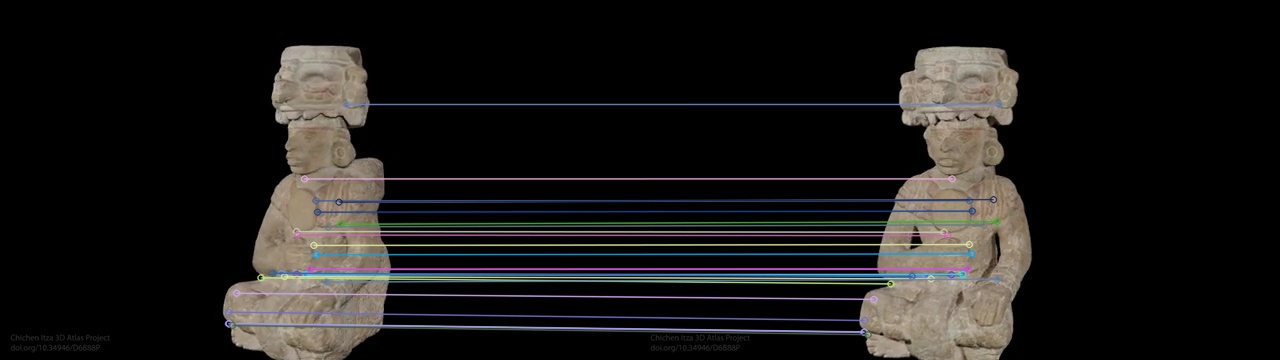 Chichen Itza 3D Atlas Project
doi.org/10.34946/D6B88P
Chichen Itza 3D Atlas Project
doi.org/10.34946/D6B88P